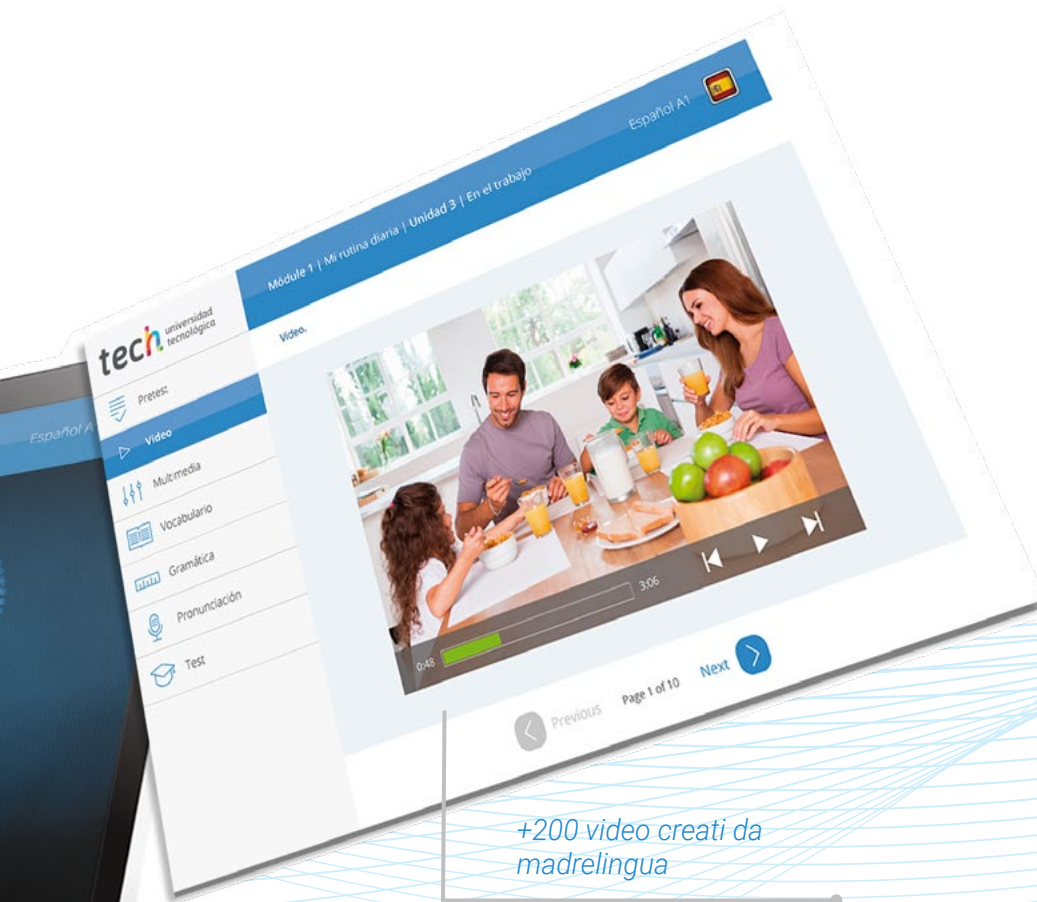 Español A1
Módule 1 | Mi rutina diaria | Unidad 3 | En el trabajo
tech universidad
tecnológica
Video.
Pretest
Video
Multimedia
Vocabulario
Gramática
Pronunciación
Test
0:48
3:06
Previous
Page 1 of 10
Next
Español A
+200 video creati da
madrelingua